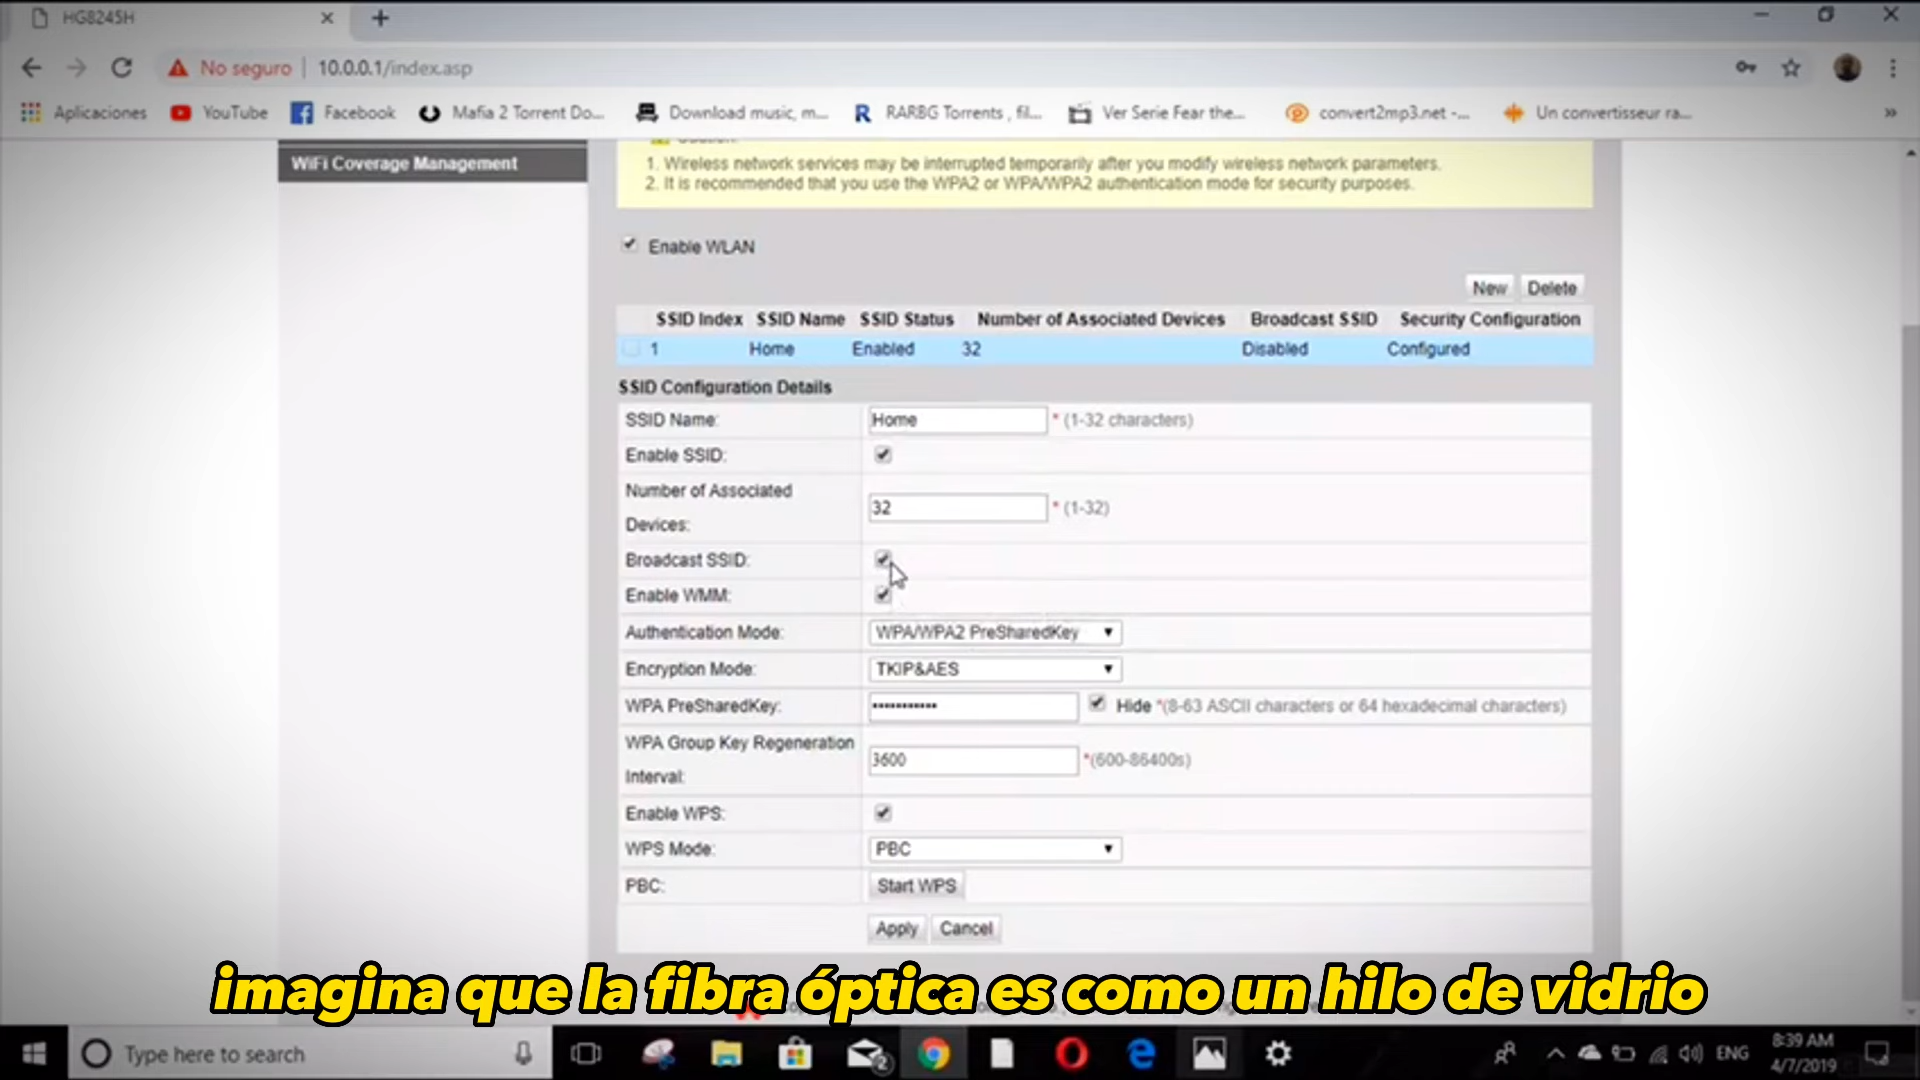 HG8245H
No seguro | 10.0.0.1/index.asp
Aplicaciones YouTube Facebook Mafia 2 Torrent Do... Download music, m... RARBG Torrents , fil... Ver Serie Fear the... convert2mp3.net -... Un convertisseur ra... »
WiFi Coverage Management
1. Wireless network services may be interrupted temporarily after you modify wireless network parameters.
2. It is recommended that you use the WPA2 or WPA/WPA2 authentication mode for security purposes.
Enable WLAN
New Delete
SSID Index SSID Name SSID Status Number of Associated Devices Broadcast SSID Security Configuration
1 Home Enabled 32 Disabled Configured
SSID Configuration Details
SSID Name: Home * (1-32 characters)
Enable SSID:
Number of Associated
Devices: 32 * (1-32)
Broadcast SSID:
Enable WMM:
Authentication Mode: WPA/WPA2 PreSharedKey
Encryption Mode: TKIP&AES
WPA PreSharedKey: ••••••••••• Hide *(8-63 ASCII characters or 64 hexadecimal characters)
WPA Group Key Regeneration
Interval: 3600 *(600-86400s)
Enable WPS:
WPS Mode: PBC
PBC: Start WPS
Apply Cancel
imagina que la fibra óptica es como un hilo de vidrio
Type here to search 2 ENG 8:39 AM
4/7/2019